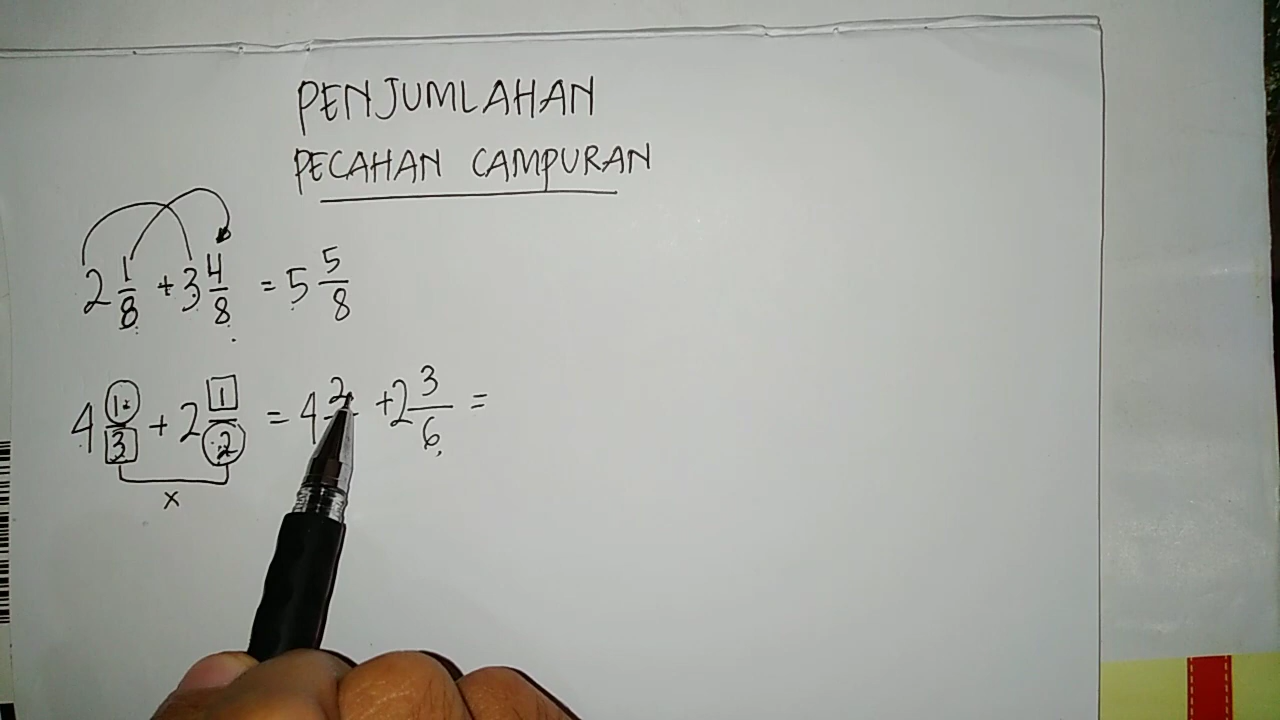 PENJUMLAHAN
PECAHAN CAMPURAN
2 1/8 + 3 4/8 = 5 5/8
4 1/3 + 2 1/2 = 4 2 + 2 3/6 =
x